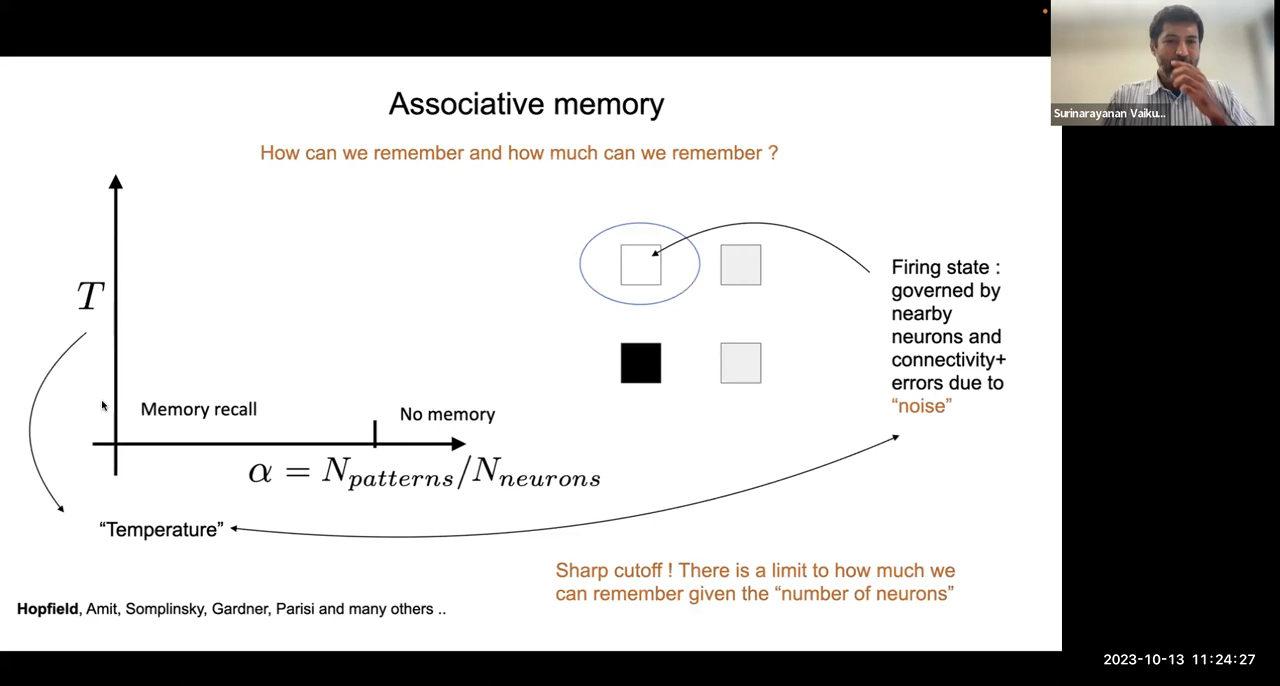 Surinarayanan Vaiku...
Associative memory
How can we remember and how much can we remember ?
T
Firing state :
governed by
nearby
neurons and
connectivity+
errors due to
“noise”
Memory recall
No memory
α = N_patterns/N_neurons
“Temperature”
Sharp cutoff ! There is a limit to how much we
can remember given the “number of neurons”
Hopfield, Amit, Somplinsky, Gardner, Parisi and many others ..
2023-10-13 11:24:27